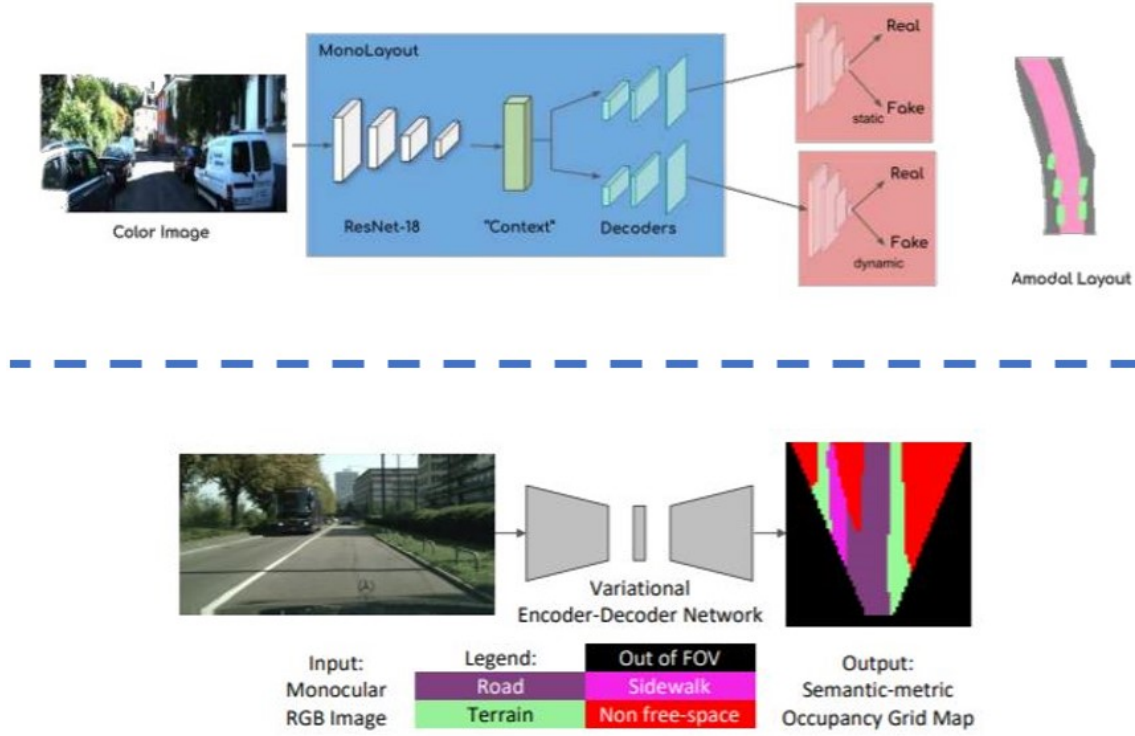 MonoLayout
Real
Fake
static
Color Image
ResNet-18
"Context"
Decoders
Real
Fake
dynamic
Amodal Layout
Variational
Encoder-Decoder Network
Input:
Monocular
RGB Image
Legend:
Out of FOV
Road
Sidewalk
Terrain
Non free-space
Output:
Semantic-metric
Occupancy Grid Map